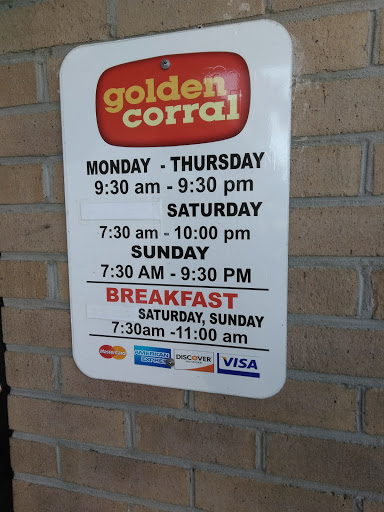 golden
corral
MONDAY - THURSDAY
9:30 am - 9:30 pm
SATURDAY
7:30 am - 10:00 pm
SUNDAY
7:30 AM - 9:30 PM
BREAKFAST
SATURDAY, SUNDAY
7:30am -11:00 am
MasterCard
AMERICAN
EXPRESS
DISCOVER
VISA